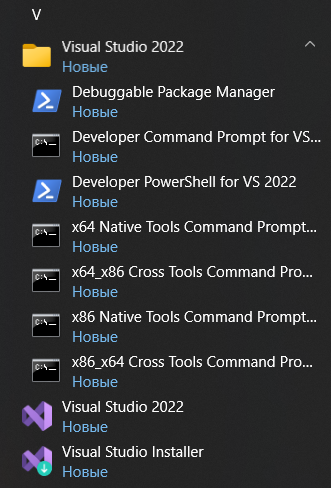 V
Visual Studio 2022
Новые
Debuggable Package Manager
Новые
Developer Command Prompt for VS...
Новые
Developer PowerShell for VS 2022
Новые
x64 Native Tools Command Prompt...
Новые
x64_x86 Cross Tools Command Pro...
Новые
x86 Native Tools Command Prompt...
Новые
x86_x64 Cross Tools Command Pro...
Новые
Visual Studio 2022
Новые
Visual Studio Installer
Новые